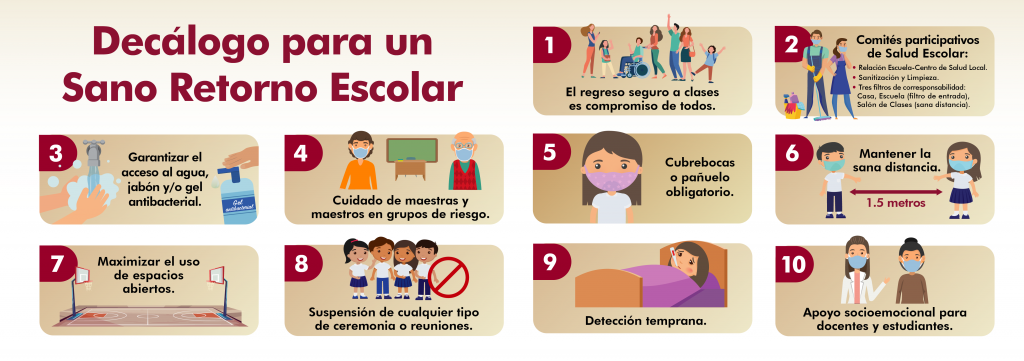 Decálogo para un
Sano Retorno Escolar
1
El regreso seguro a clases
es compromiso de todos.
2
Comités participativos
de Salud Escolar:
• Relación Escuela-Centro de Salud Local.
• Sanitización y Limpieza.
• Tres filtros de corresponsabilidad:
Casa, Escuela (filtro de entrada),
Salón de Clases (sana distancia).
3
Garantizar el
acceso al agua,
jabón y/o gel
antibacterial.
Gel
antibacterial
4
Cuidado de maestras y
maestros en grupos de riesgo.
5
Cubrebocas
o pañuelo
obligatorio.
6
Mantener la
sana distancia.
1.5 metros
7
Maximizar el uso
de espacios
abiertos.
8
Suspensión de cualquier tipo
de ceremonia o reuniones.
9
Detección temprana.
10
Apoyo socioemocional para
docentes y estudiantes.